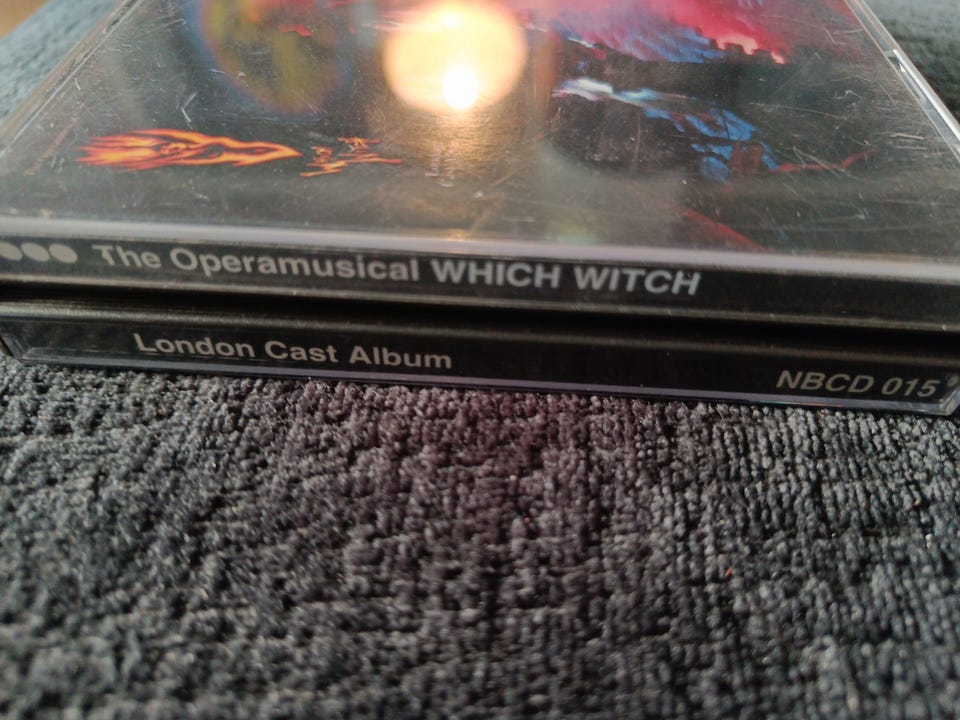 The Operamusical WHICH WITCH
London Cast Album
NBCD 015